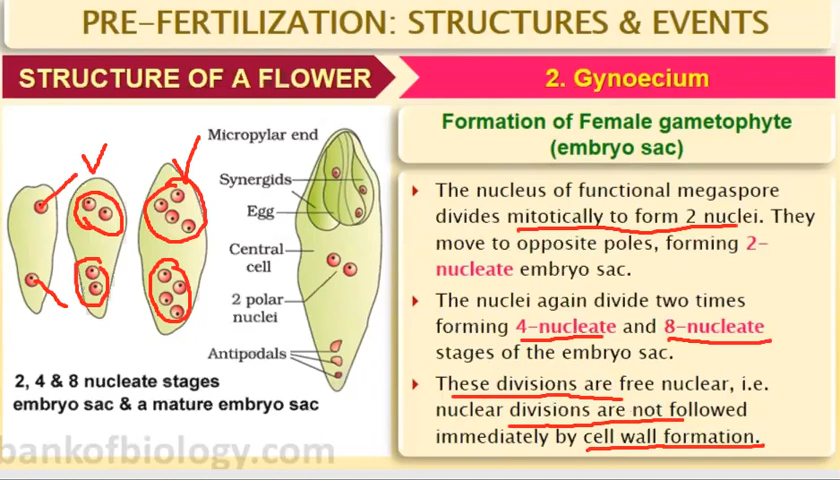 PRE-FERTILIZATION: STRUCTURES & EVENTS
STRUCTURE OF A FLOWER
2. Gynoecium
Micropylar end
Synergids
Egg
Central
cell
2 polar
nuclei
Antipodals
2, 4 & 8 nucleate stages
embryo sac & a mature embryo sac
bankofbiology.com
Formation of Female gametophyte
(embryo sac)
The nucleus of functional megaspore
divides mitotically to form 2 nuclei. They
move to opposite poles, forming 2-
nucleate embryo sac.
The nuclei again divide two times
forming 4-nucleate and 8-nucleate
stages of the embryo sac.
These divisions are free nuclear, i.e.
nuclear divisions are not followed
immediately by cell wall formation.